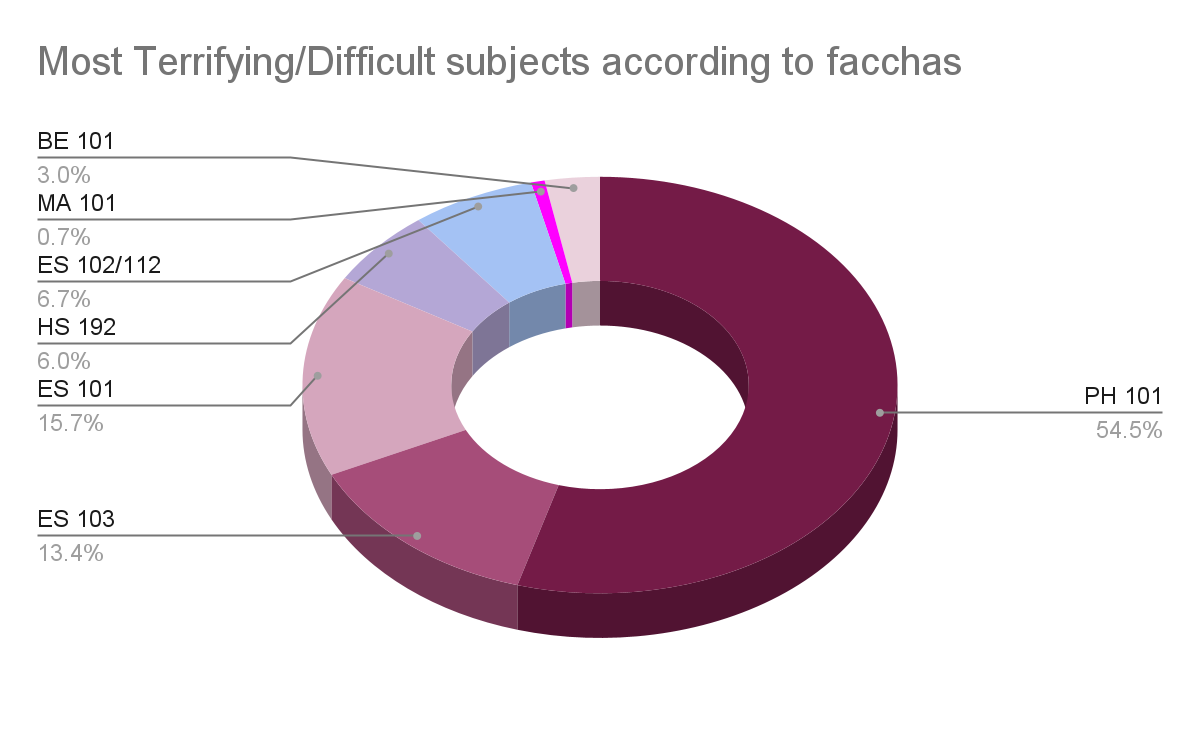 Most Terrifying/Difficult subjects according to facchas
BE 101
3.0%
MA 101
0.7%
ES 102/112
6.7%
HS 192
6.0%
ES 101
15.7%
PH 101
54.5%
ES 103
13.4%